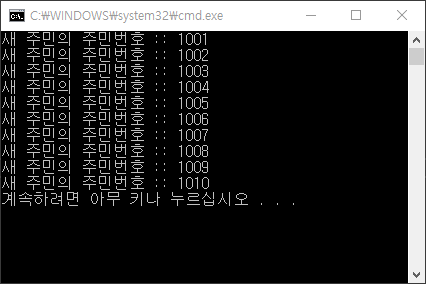 C:₩WINDOWS₩system32₩cmd.exe
새 주민의 주민번호 :: 1001
새 주민의 주민번호 :: 1002
새 주민의 주민번호 :: 1003
새 주민의 주민번호 :: 1004
새 주민의 주민번호 :: 1005
새 주민의 주민번호 :: 1006
새 주민의 주민번호 :: 1007
새 주민의 주민번호 :: 1008
새 주민의 주민번호 :: 1009
새 주민의 주민번호 :: 1010
계속하려면 아무 키나 누르십시오 . . .